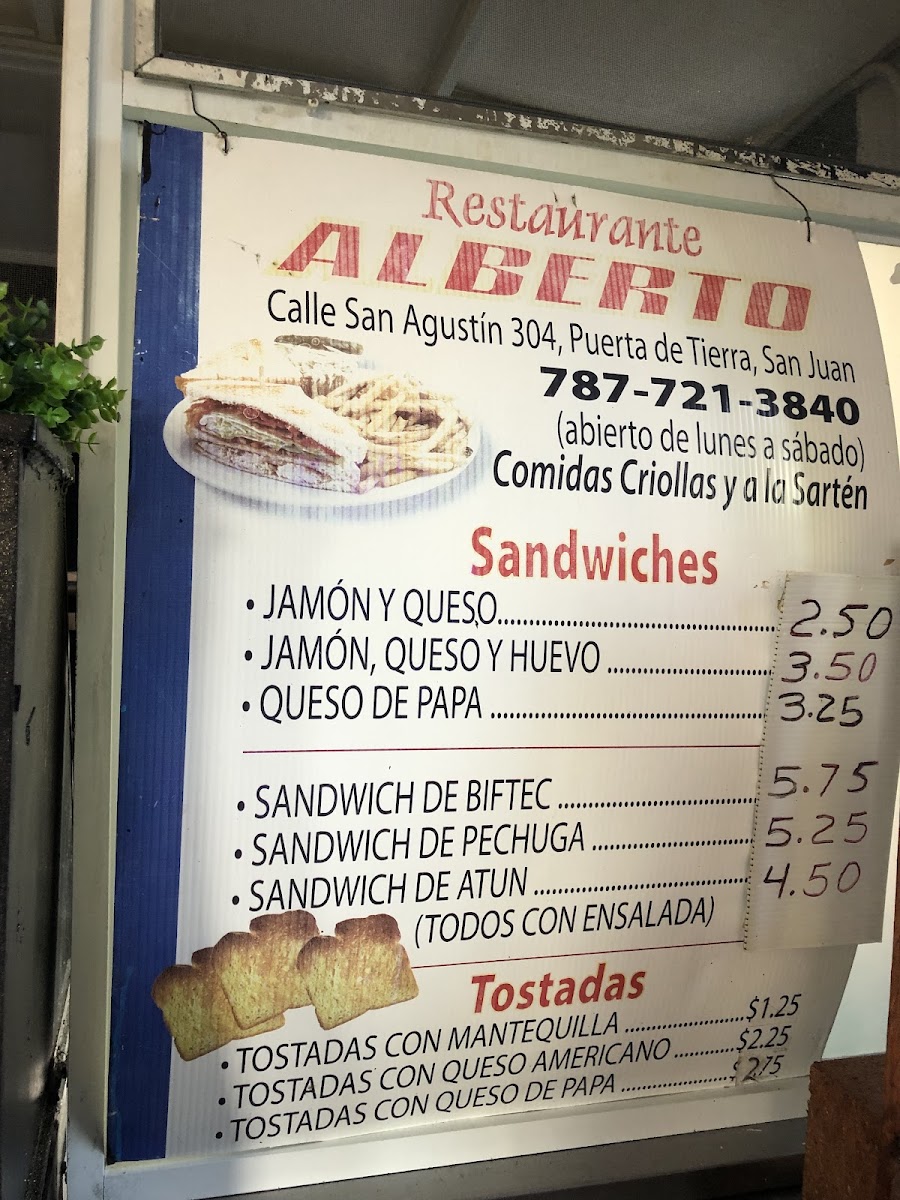 Restaurante
ALBERTO
Calle San Agustín 304, Puerta de Tierra, San Juan
787-721-3840
(abierto de lunes a sábado)
Comidas Criollas y a la Sartén
Sandwiches
• JAMÓN Y QUESO.......................................... 2.50
• JAMÓN, QUESO Y HUEVO ......................... 3.50
• QUESO DE PAPA ......................................... 3.25
• SANDWICH DE BIFTEC .............................. 5.75
• SANDWICH DE PECHUGA ........................ 5.25
• SANDWICH DE ATUN ................................ 4.50
(TODOS CON ENSALADA)
Tostadas
• TOSTADAS CON MANTEQUILLA ......................$1.25
• TOSTADAS CON QUESO AMERICANO ...........$2.25
• TOSTADAS CON QUESO DE PAPA ....................$2.75